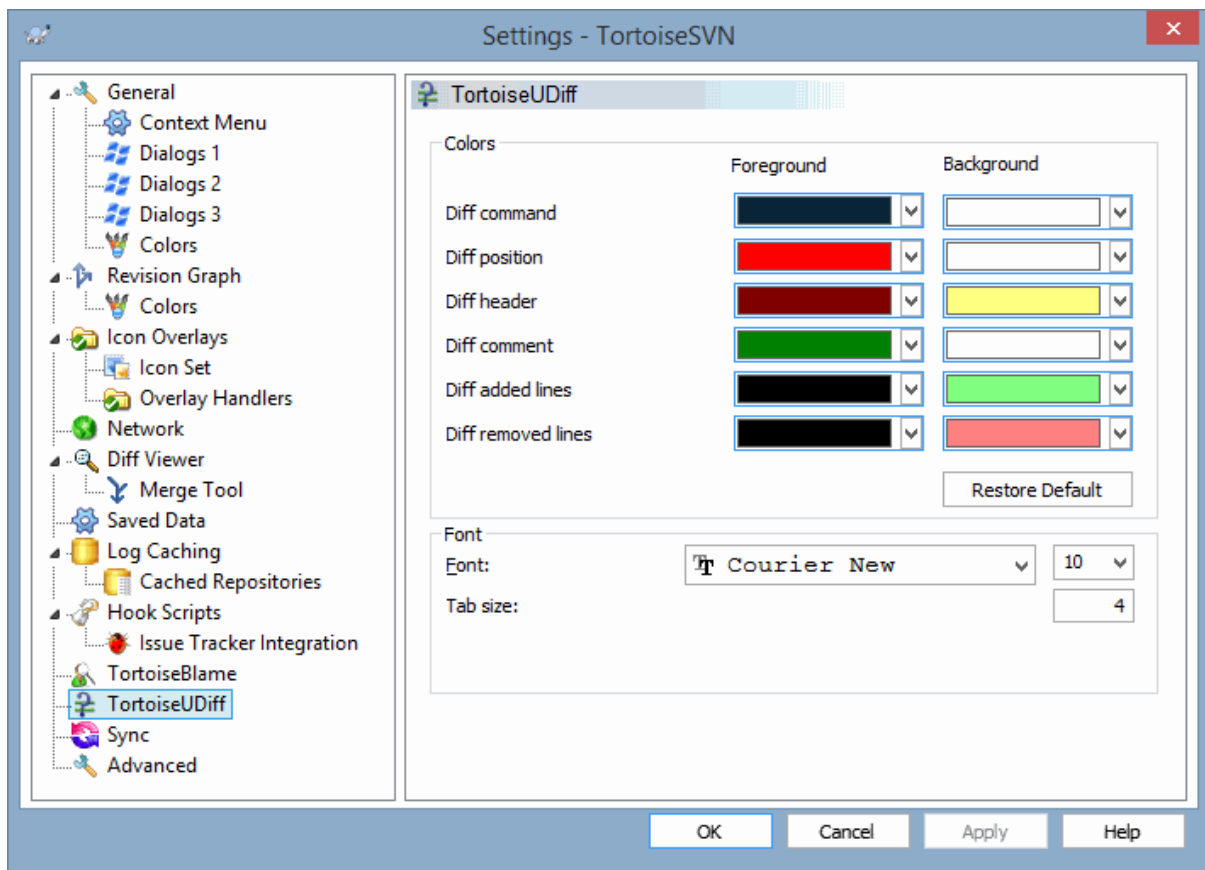 Settings - TortoiseSVN
General
Context Menu
Dialogs 1
Dialogs 2
Dialogs 3
Colors
Revision Graph
Colors
Icon Overlays
Icon Set
Overlay Handlers
Network
Diff Viewer
Merge Tool
Saved Data
Log Caching
Cached Repositories
Hook Scripts
Issue Tracker Integration
TortoiseBlame
TortoiseUDiff
Sync
Advanced
TortoiseUDiff
Colors
Foreground Background
Diff command
Diff position
Diff header
Diff comment
Diff added lines
Diff removed lines
Restore Default
Font
Font: Courier New 10
Tab size: 4
OK Cancel Apply Help